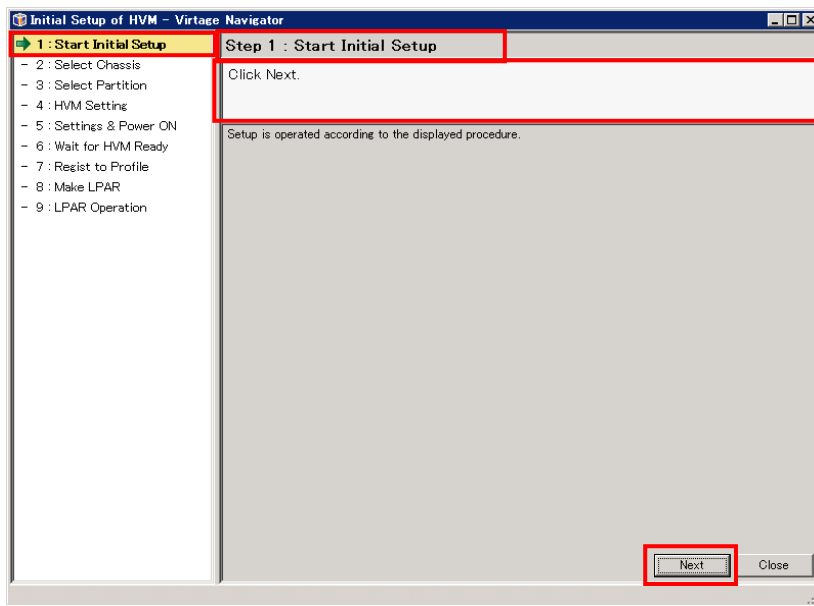 Initial Setup of HVM - Virtage Navigator
1 : Start Initial Setup
- 2 : Select Chassis
- 3 : Select Partition
- 4 : HVM Setting
- 5 : Settings & Power ON
- 6 : Wait for HVM Ready
- 7 : Regist to Profile
- 8 : Make LPAR
- 9 : LPAR Operation
Step 1 : Start Initial Setup
Click Next.
Setup is operated according to the displayed procedure.
Next
Close